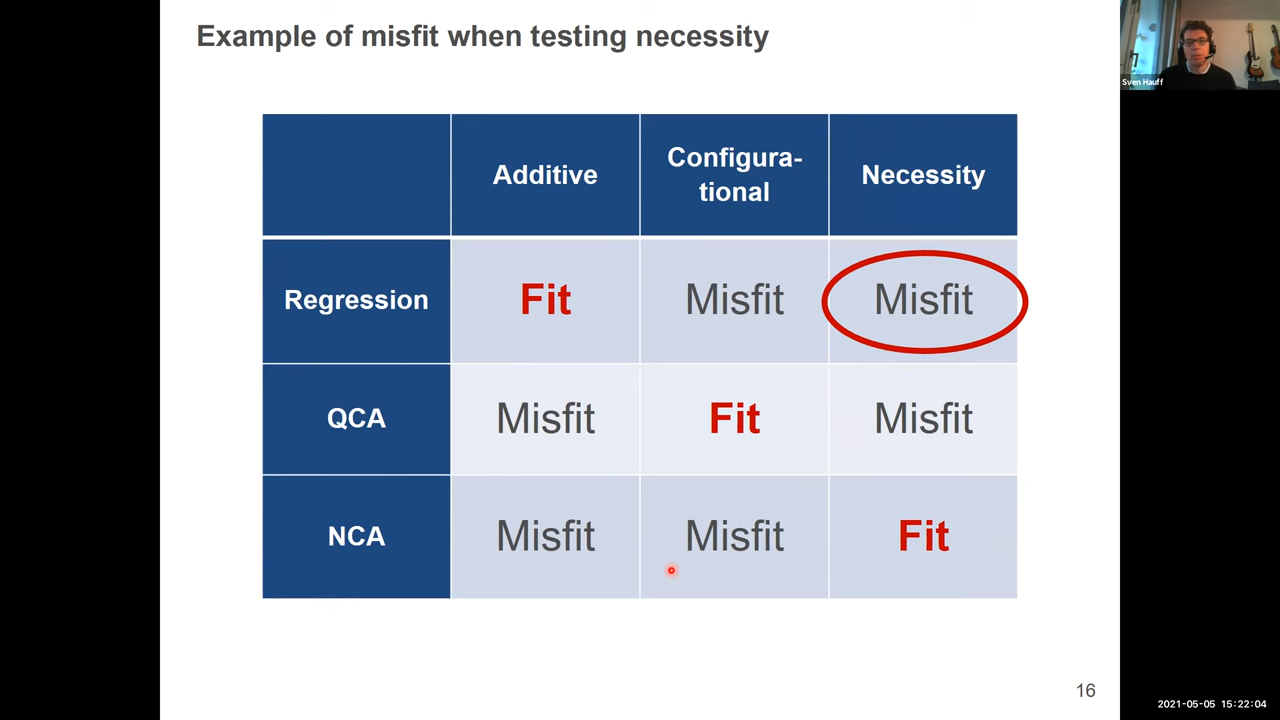 Example of misfit when testing necessity
Sven Hauff
Additive
Configura-
tional
Necessity
Regression
Fit
Misfit
Misfit
QCA
Misfit
Fit
Misfit
NCA
Misfit
Misfit
Fit
16
2021-05-05 15:22:04